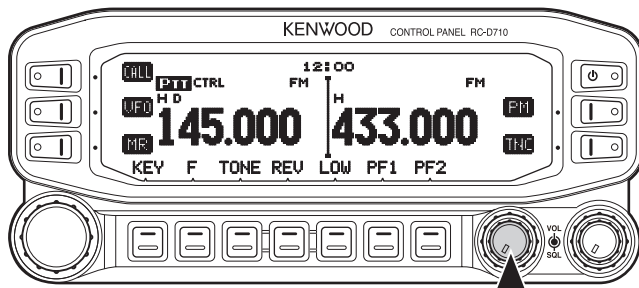 KENWOOD CONTROL PANEL RC-D710
12:00
CALL PTT CTRL FM FM
H D H
VFO PM
145.000 433.000
MR TNC
KEY F TONE REV LOW PF1 PF2
VOL
SQL